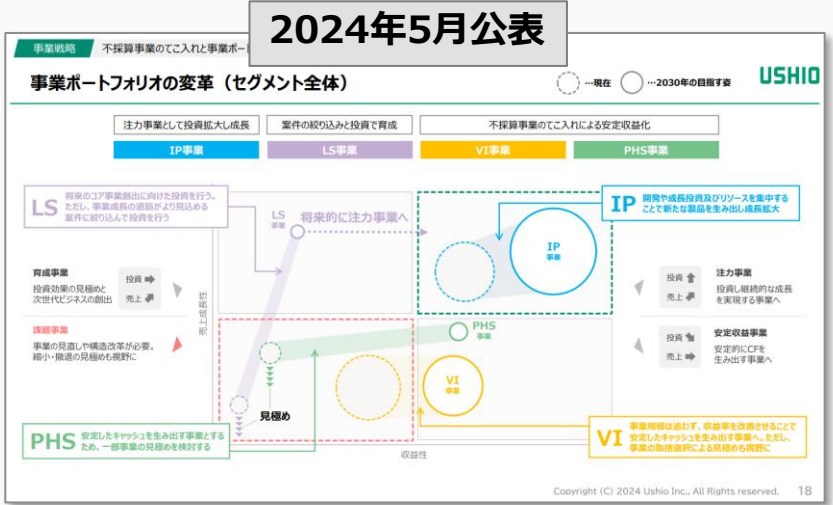 2024年5月公表
事業戦略
不採算事業のてこ入れと事業ポート
事業ポートフォリオの変革（セグメント全体）
…現在
…2030年の目指す姿
USHIO
注力事業として投資拡大し成長
案件の絞り込みと投資で育成
不採算事業のてこ入れによる安定収益化
IP事業
LS事業
VI事業
PHS事業
LS
将来のコア事業創出に向けた投資を行う。
ただし、事業成長の道筋がより見込める
案件に絞り込んで投資を行う
LS
事業
将来的に注力事業へ
IP
開発や成長投資及びリソースを集中する
ことで新たな製品を生み出し成長拡大
IP
事業
育成事業
投資効果の見極めと
次世代ビジネスの創出
投資
売上
注力事業
投資し継続的な成長
を実現する事業へ
投資
売上
売上成長性
課題事業
事業の見直しや構造改革が必要。
縮小・撤退の見極めも視野に
PHS
事業
安定収益事業
安定的にCFを
生み出す事業へ
投資
売上
VI
事業
見極め
PHS
安定したキャッシュを生み出す事業とする
ため、一部事業の見極めを検討する
VI
事業規模は追わず、収益率を改善させることで
安定したキャッシュを生み出す事業へ。ただし、
事業の取捨選択による見極めも視野に
収益性
Copyright (C) 2024 Ushio Inc., All Rights reserved.
18